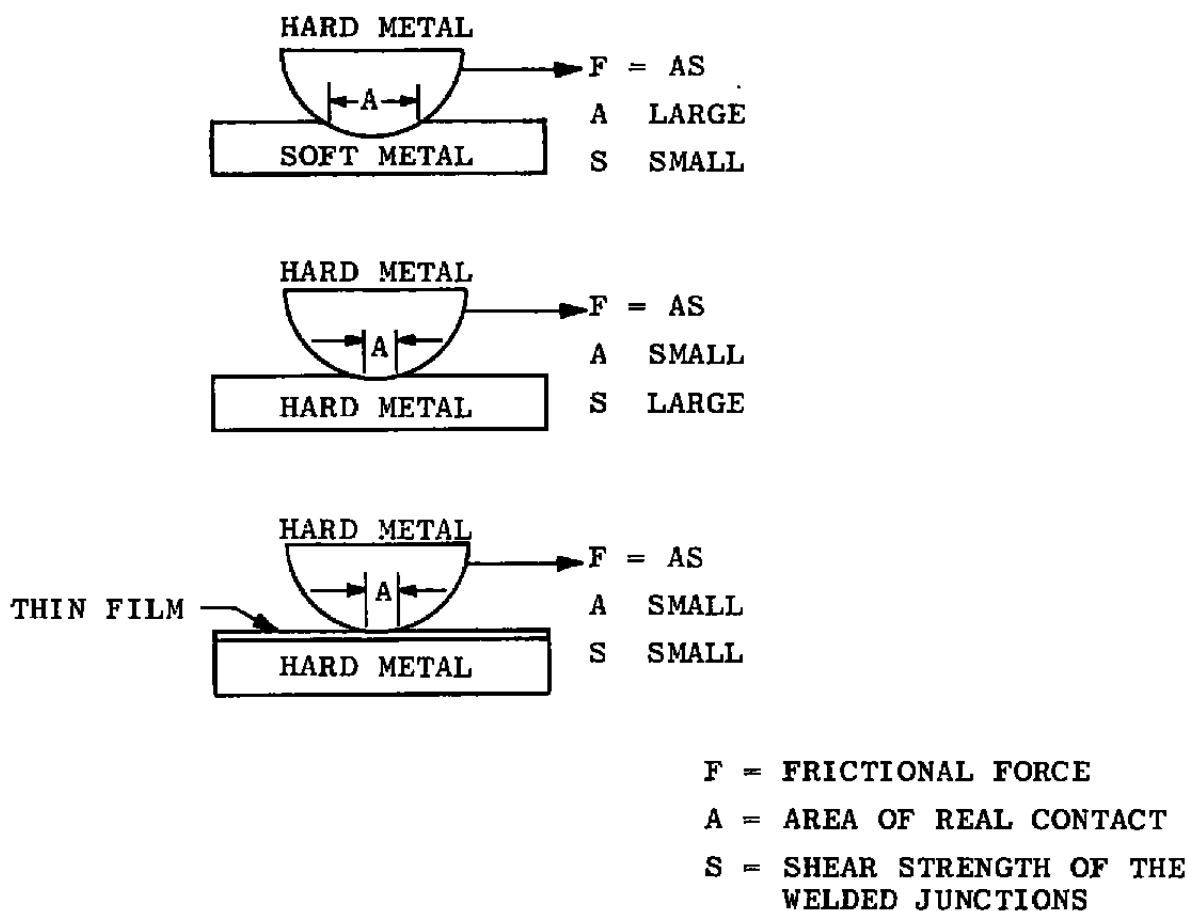 HARD METAL
F = AS
A
A LARGE
SOFT METAL
S SMALL
HARD METAL
F = AS
A
A SMALL
HARD METAL
S LARGE
HARD METAL
F = AS
A
A SMALL
THIN FILM
S SMALL
HARD METAL
F = FRICTIONAL FORCE
A = AREA OF REAL CONTACT
S = SHEAR STRENGTH OF THE
WELDED JUNCTIONS